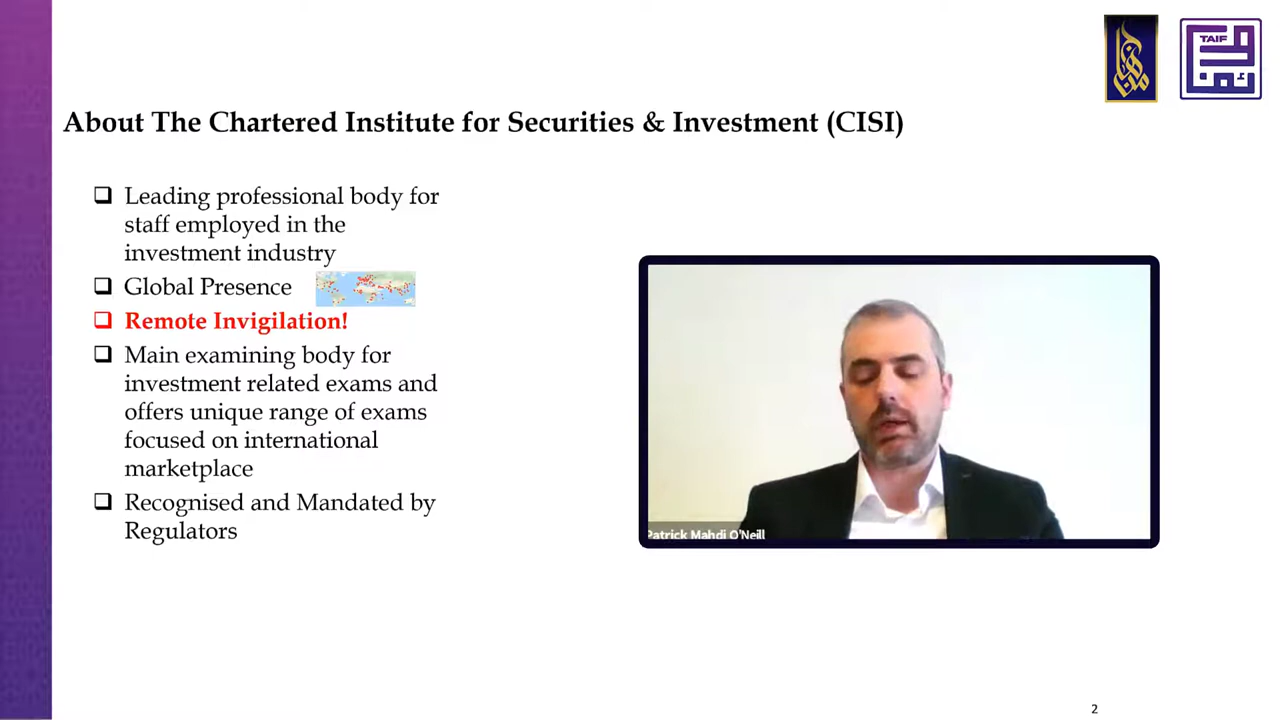 TAIF
About The Chartered Institute for Securities & Investment (CISI)
Leading professional body for
staff employed in the
investment industry
Global Presence
Remote Invigilation!
Main examining body for
investment related exams and
offers unique range of exams
focused on international
marketplace
Recognised and Mandated by
Regulators
Patrick Mahdi O'Neill
2